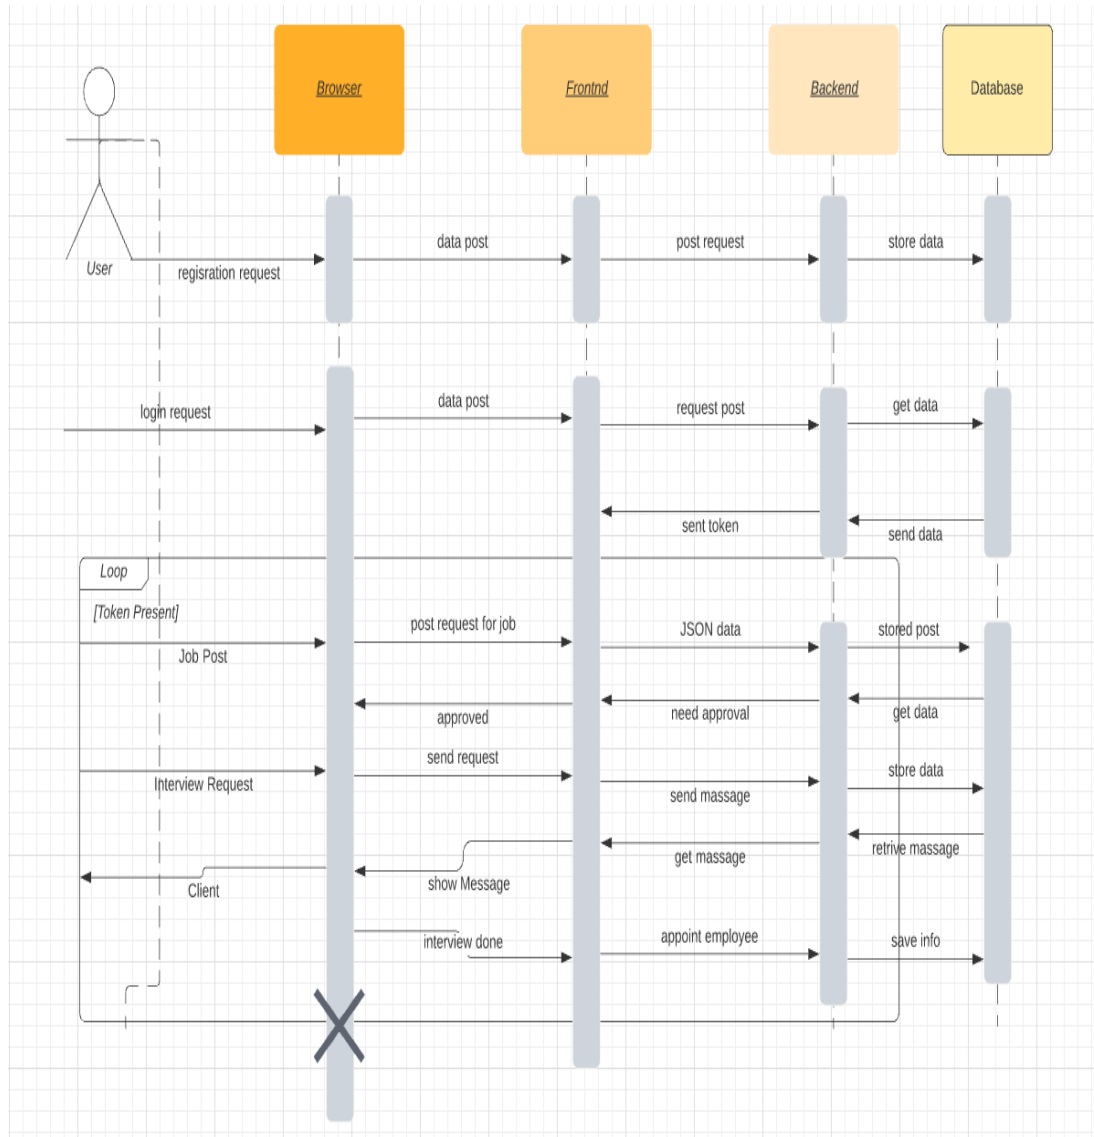 Browser
Frontnd
Backend
Database
User
regisration request
data post
post request
store data
login request
data post
request post
get data
sent token
send data
Loop
[Token Present]
Job Post
post request for job
JSON data
stored post
approved
need approval
get data
Interview Request
send request
send massage
store data
Client
show Message
get massage
retrive massage
interview done
appoint employee
save info